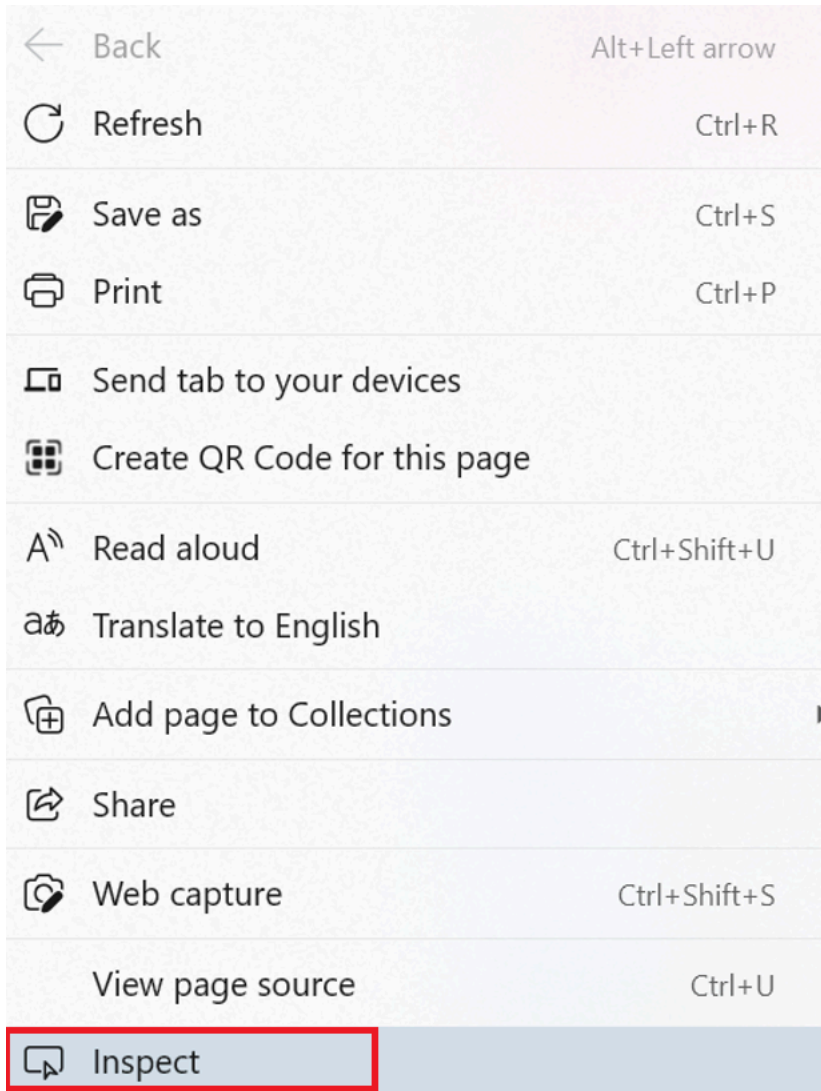 Back Alt+Left arrow
Refresh Ctrl+R
Save as Ctrl+S
Print Ctrl+P
Send tab to your devices
Create QR Code for this page
Read aloud Ctrl+Shift+U
aあ Translate to English
Add page to Collections
Share
Web capture Ctrl+Shift+S
View page source Ctrl+U
Inspect